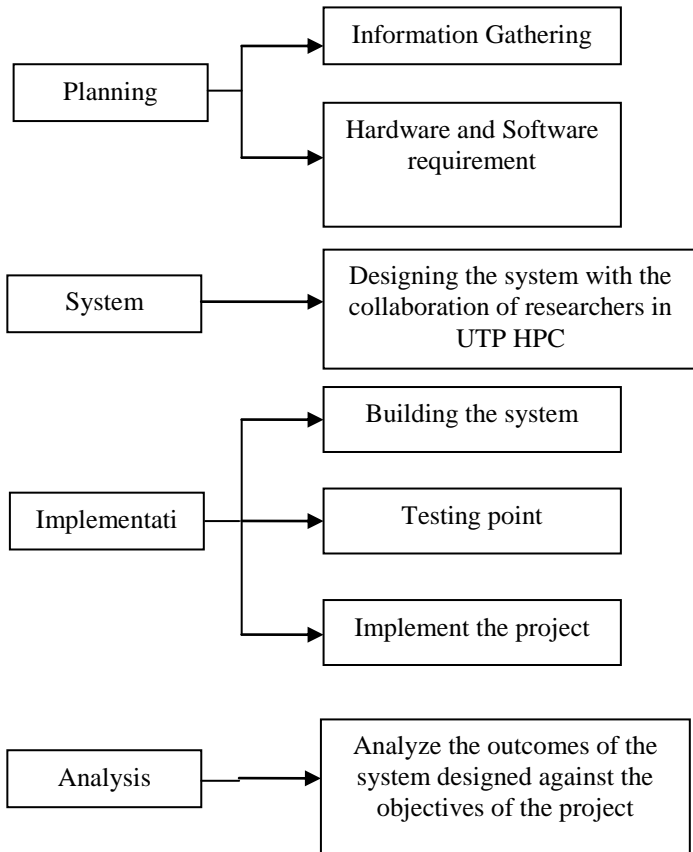 Information Gathering
Planning
Hardware and Software
requirement
System
Designing the system with the
collaboration of researchers in
UTP HPC
Building the system
Implementati
Testing point
Implement the project
Analysis
Analyze the outcomes of the
system designed against the
objectives of the project